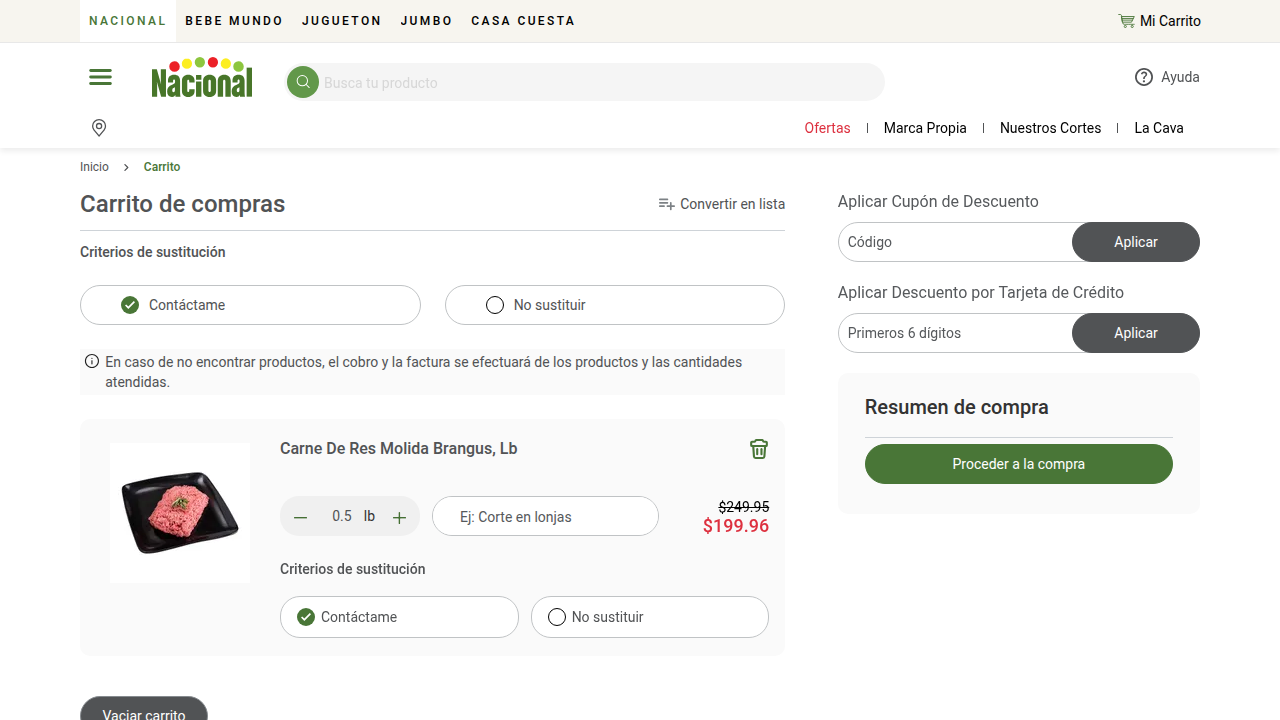 NACIONAL BEBE MUNDO JUGUETON JUMBO CASA CUESTA Mi Carrito
Nacional
Busca tu producto
Ayuda
Ofertas Marca Propia Nuestros Cortes La Cava
Inicio Carrito
Carrito de compras
Convertir en lista
Criterios de sustitución
Contáctame No sustituir
En caso de no encontrar productos, el cobro y la factura se efectuará de los productos y las cantidades
atendidas.
Carne De Res Molida Brangus, Lb
0.5 lb
Ej: Corte en lonjas
$249.95
$199.96
Criterios de sustitución
Contáctame No sustituir
Vaciar carrito
Aplicar Cupón de Descuento
Código Aplicar
Aplicar Descuento por Tarjeta de Crédito
Primeros 6 dígitos Aplicar
Resumen de compra
Proceder a la compra